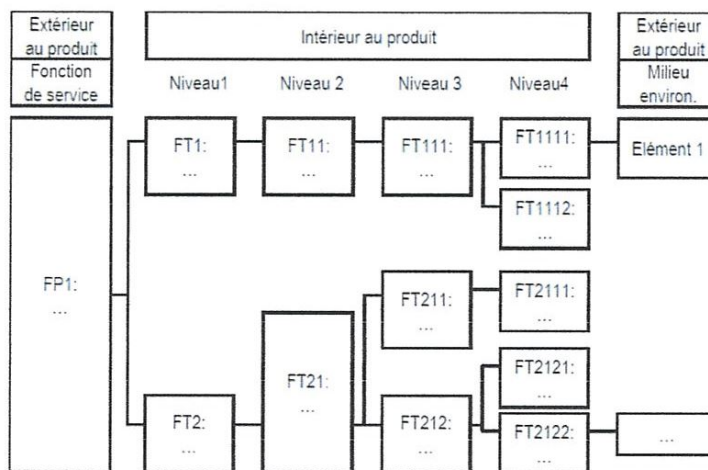 Extérieur
au produit
Intérieur au produit
Extérieur
au produit
Fonction
de service
Niveau1
Niveau 2
Niveau 3
Niveau4
Milieu
environ.
FP1:
...
FT1:
...
FT11:
...
FT111:
...
FT1111:
...
Elément 1
FT1112:
...
FT2:
...
FT21:
...
FT211:
...
FT2111:
...
FT212:
...
FT2121:
...
FT2122:
...
...